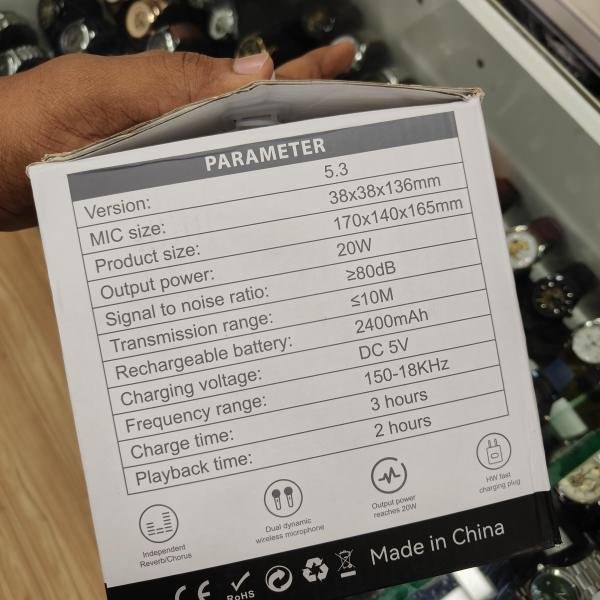 PARAMETER
Version: 5.3
MIC size: 38x38x136mm
Product size: 170x140x165mm
Output power: 20W
Signal to noise ratio: ≥80dB
Transmission range: ≤10M
Rechargeable battery: 2400mAh
Charging voltage: DC 5V
Frequency range: 150-18KHz
Charge time: 3 hours
Playback time: 2 hours
Independent
Reverb/Chorus
Dual dynamic
wireless microphone
Output power
reaches 20W
HW fast
charging plug
CE RoHS Made in China